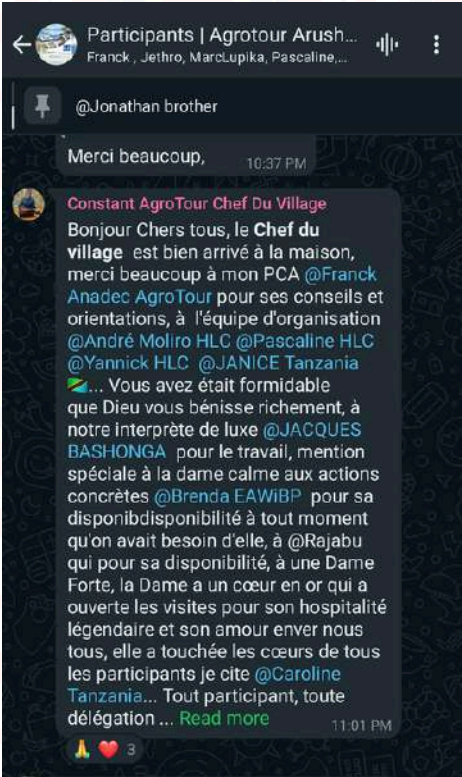 Participants | Agrotour Arush...
Franck , Jethro, MarcLupika, Pascaline,...
@Jonathan brother
Merci beaucoup,
10:37 PM
Constant AgroTour Chef Du Village
Bonjour Chers tous, le Chef du
village est bien arrivé à la maison,
merci beaucoup à mon PCA @Franck
Anadec AgroTour pour ses conseils et
orientations, à l'équipe d'organisation
@André Moliro HLC @Pascaline HLC
@Yannick HLC @JANICE Tanzania
🇹🇿... Vous avez était formidable
que Dieu vous bénisse richement, à
notre interprète de luxe @JACQUES
BASHONGA pour le travail, mention
spéciale à la dame calme aux actions
concrètes @Brenda EAWiBP pour sa
disponibdisponibilité à tout moment
qu'on avait besoin d'elle, à @Rajabu
qui pour sa disponibilité, à une Dame
Forte, la Dame a un cœur en or qui a
ouverte les visites pour son hospitalité
légendaire et son amour enver nous
tous, elle a touchée les cœurs de tous
les participants je cite @Caroline
Tanzania... Tout participant, toute
délégation ... Read more
11:01 PM
🙏 ❤️ 3